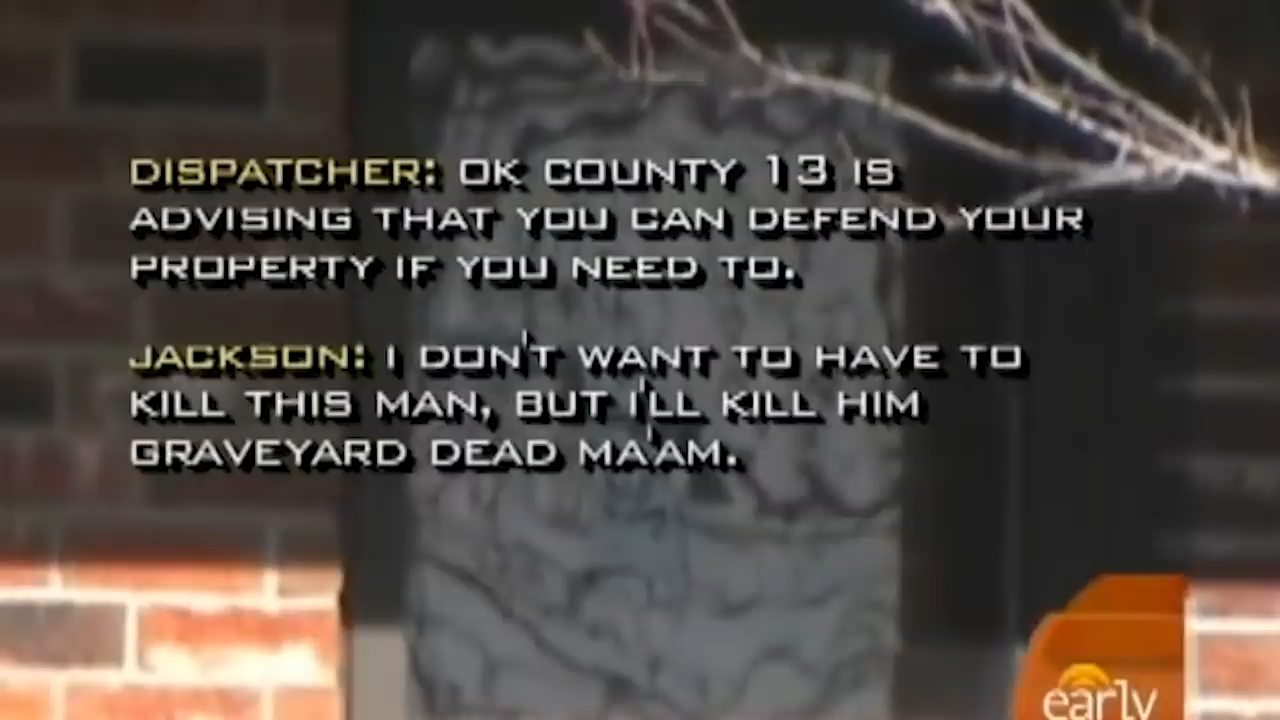 DISPATCHER: OK COUNTY 13 IS
ADVISING THAT YOU CAN DEFEND YOUR
PROPERTY IF YOU NEED TO.
JACKSON: I DON'T WANT TO HAVE TO
KILL THIS MAN, BUT I'LL KILL HIM
GRAVEYARD DEAD MA'AM.
early